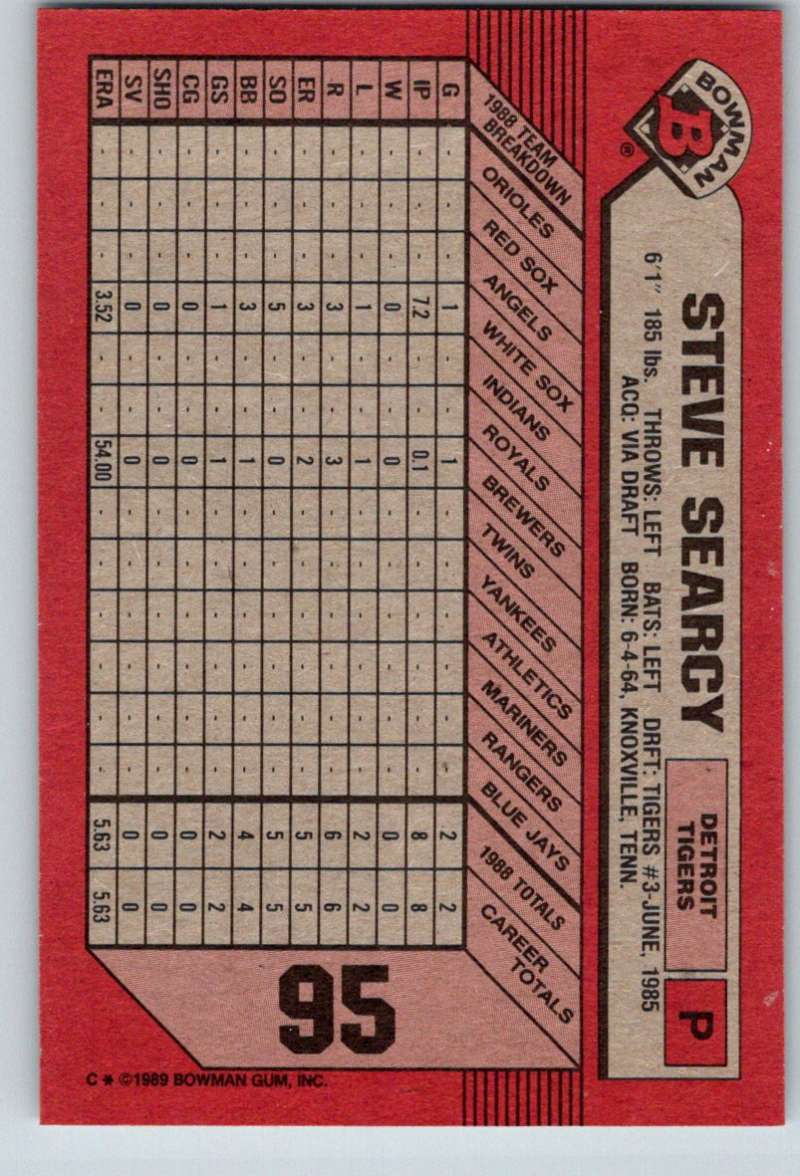 BOWMAN
B
®
STEVE SEARCY
DETROIT
TIGERS
P
6'1" 185 lbs. THROWS: LEFT BATS: LEFT DRFT: TIGERS #3-JUNE, 1985
ACQ: VIA DRAFT BORN: 6-4-64, KNOXVILLE, TENN.
1988 TEAM
BREAKDOWN
ORIOLES
RED SOX
ANGELS
WHITE SOX
INDIANS
ROYALS
BREWERS
TWINS
YANKEES
ATHLETICS
MARINERS
RANGERS
BLUE JAYS
1988 TOTALS
CAREER
TOTALS
G - - - 1 - - 1 - - - - - - 2 2
IP - - - 7.2 - - 0.1 - - - - - - 8 8
W - - - 0 - - 0 - - - - - - 0 0
L - - - 1 - - 1 - - - - - - 2 2
R - - - 3 - - 3 - - - - - - 6 6
ER - - - 3 - - 2 - - - - - - 5 5
SO - - - 5 - - 0 - - - - - - 5 5
BB - - - 3 - - 1 - - - - - - 4 4
GS - - - 1 - - 1 - - - - - - 2 2
CG - - - 0 - - 0 - - - - - - 0 0
SHO - - - 0 - - 0 - - - - - - 0 0
SV - - - 0 - - 0 - - - - - - 0 0
ERA - - - 3.52 - - 54.00 - - - - - - 5.63 5.63
95
C * ©1989 BOWMAN GUM, INC.